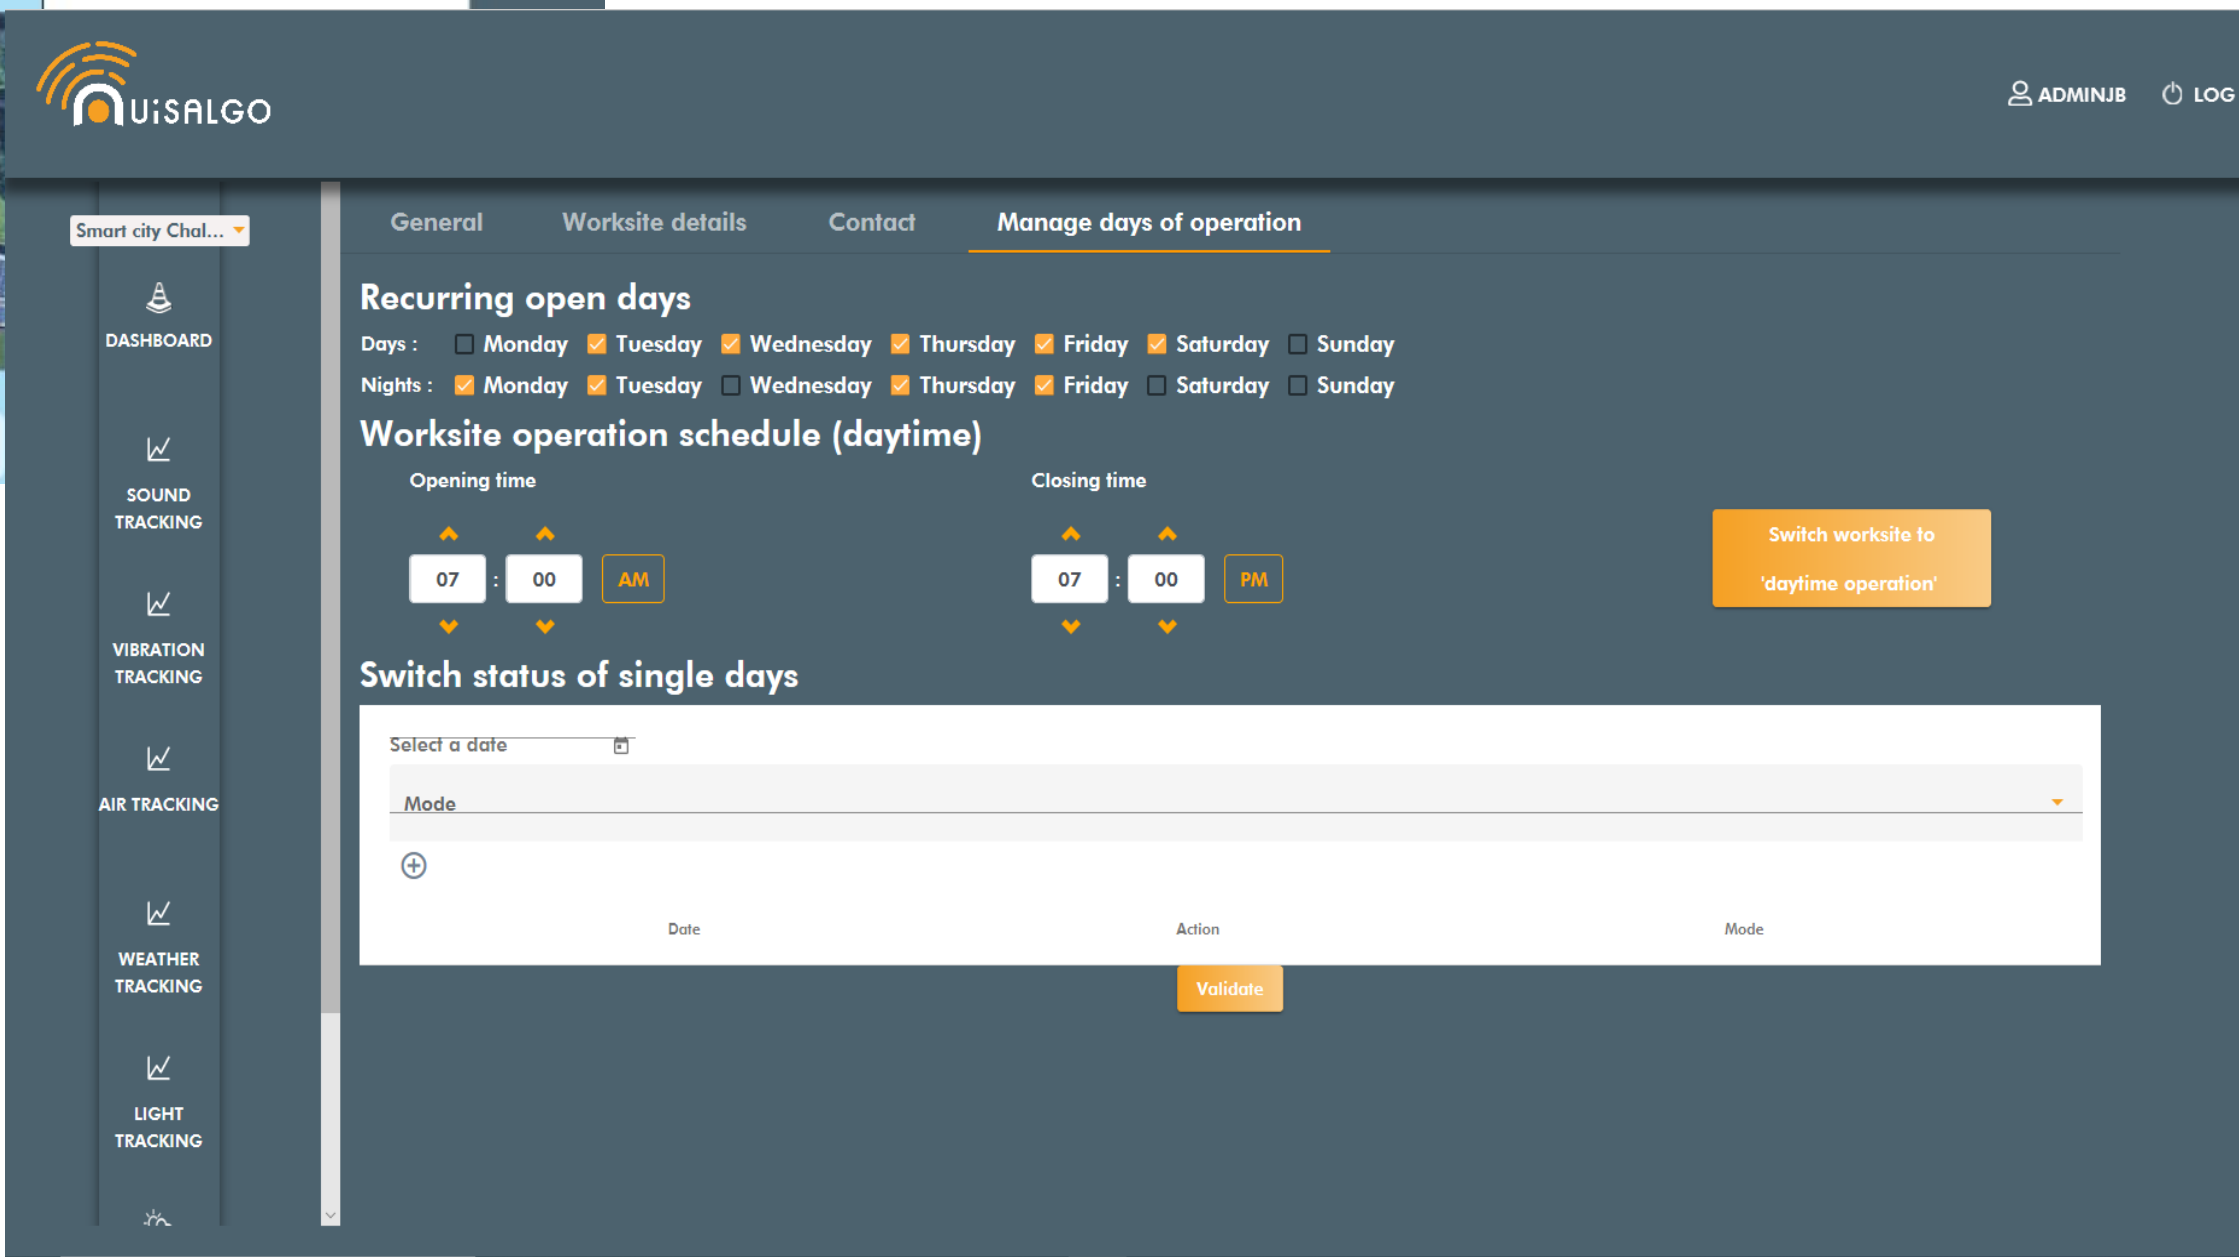 NUiSALGO
ADMINJB LOG
Smart city Chal...
General Worksite details Contact Manage days of operation
DASHBOARD
SOUND
TRACKING
VIBRATION
TRACKING
AIR TRACKING
WEATHER
TRACKING
LIGHT
TRACKING
Recurring open days
Days : Monday Tuesday Wednesday Thursday Friday Saturday Sunday
Nights : Monday Tuesday Wednesday Thursday Friday Saturday Sunday
Worksite operation schedule (daytime)
Opening time Closing time
07 : 00 AM 07 : 00 PM
Switch worksite to
'daytime operation'
Switch status of single days
Select a date
Mode
Date Action Mode
Validate